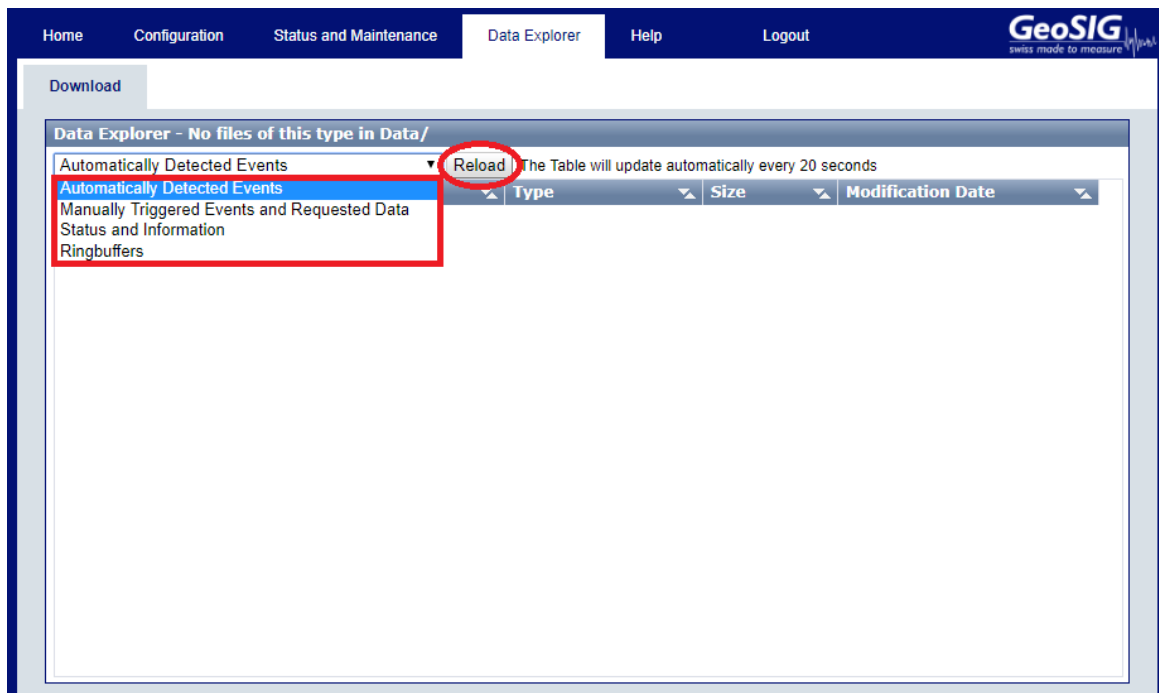 Home Configuration Status and Maintenance Data Explorer Help Logout GeoSIG
swiss made to measure
Download
Data Explorer - No files of this type in Data/
Automatically Detected Events Reload The Table will update automatically every 20 seconds
Automatically Detected Events Type Size Modification Date
Manually Triggered Events and Requested Data
Status and Information
Ringbuffers